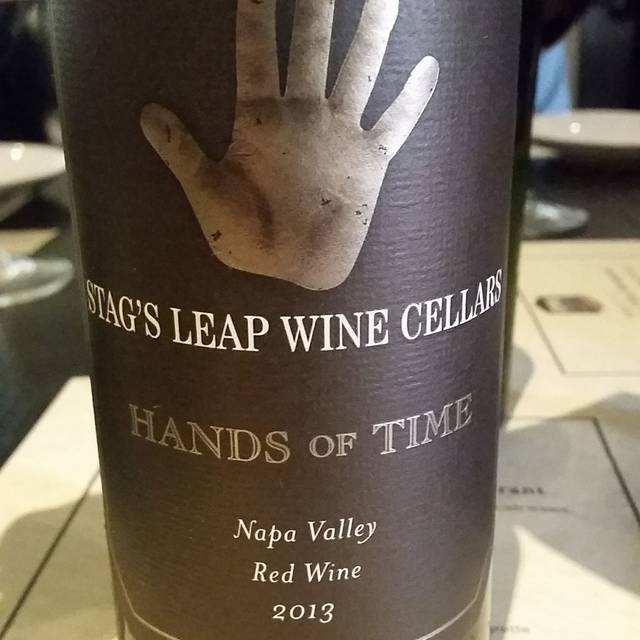 STAG'S LEAP WINE CELLARS
HANDS OF TIME
Napa Valley
Red Wine
2013